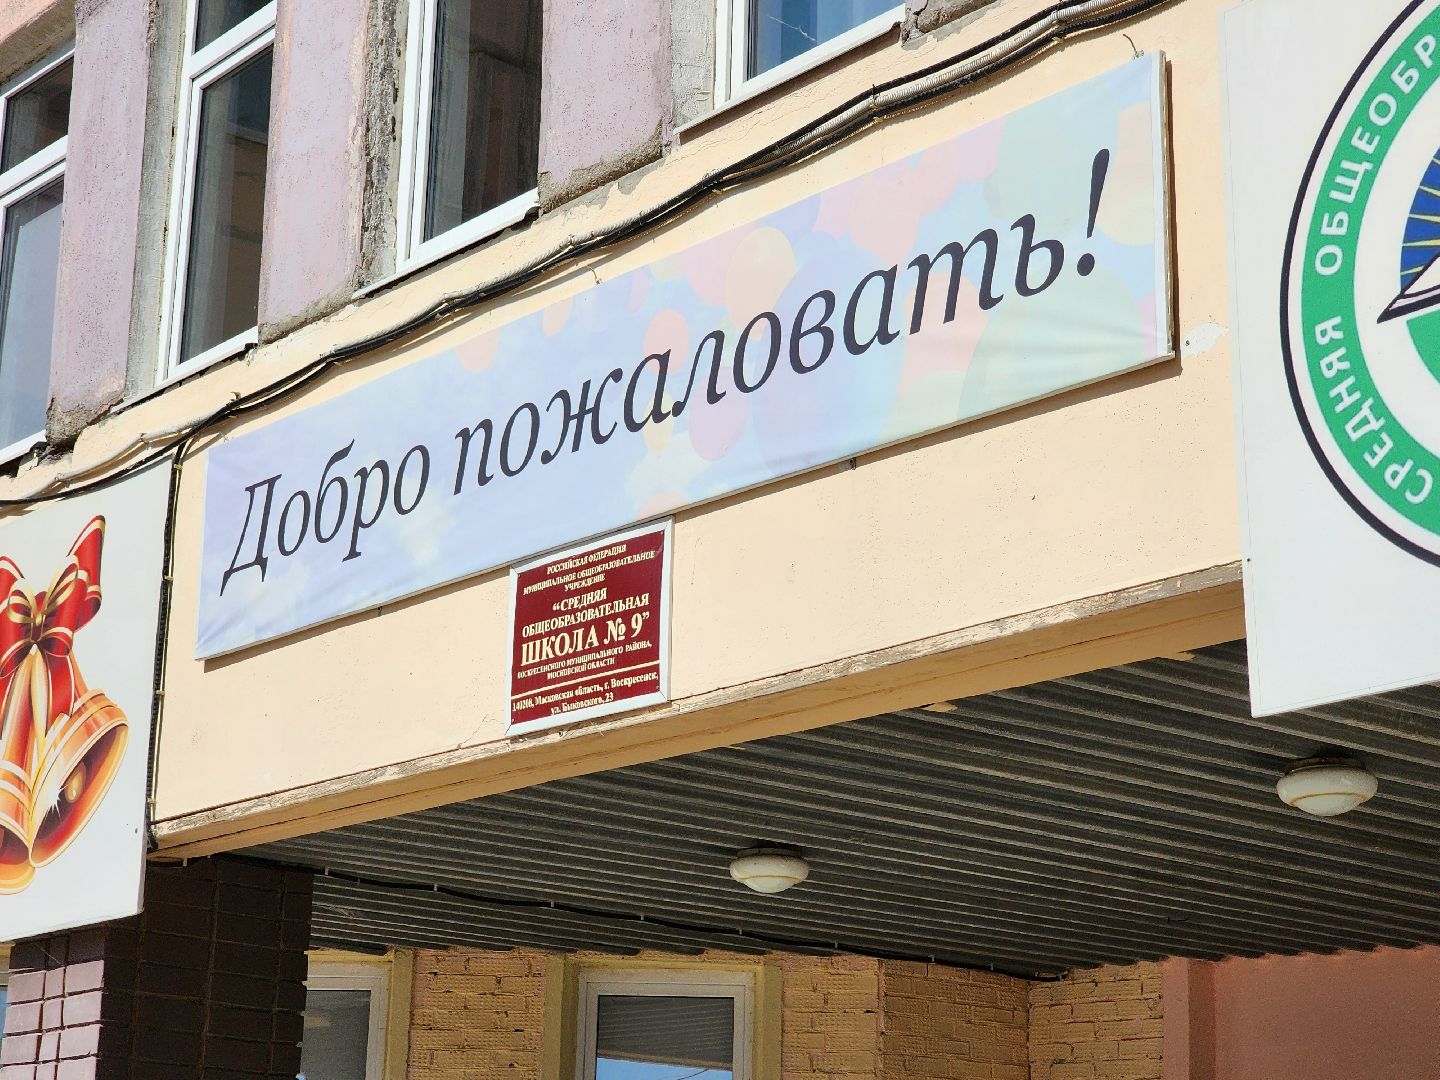 Добро пожаловать!
РОССИЙСКАЯ ФЕДЕРАЦИЯ
МУНИЦИПАЛЬНОЕ ОБЩЕОБРАЗОВАТЕЛЬНОЕ
УЧРЕЖДЕНИЕ
“СРЕДНЯЯ
ОБЩЕОБРАЗОВАТЕЛЬНАЯ
ШКОЛА № 9”
ВОСКРЕСЕНСКОГО МУНИЦИПАЛЬНОГО РАЙОНА,
МОСКОВСКОЙ ОБЛАСТИ
140208, Московская область, г. Воскресенск,
ул. Быковского, 23
СРЕДНЯЯ ОБЩЕОБР